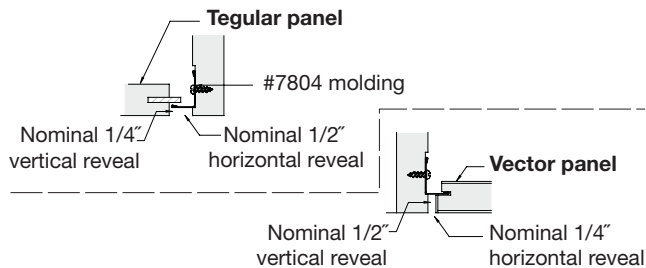 Tegular panel
#7804 molding
Nominal 1/4″
vertical reveal
Nominal 1/2″
horizontal reveal
Vector panel
Nominal 1/2″
vertical reveal
Nominal 1/4″
horizontal reveal